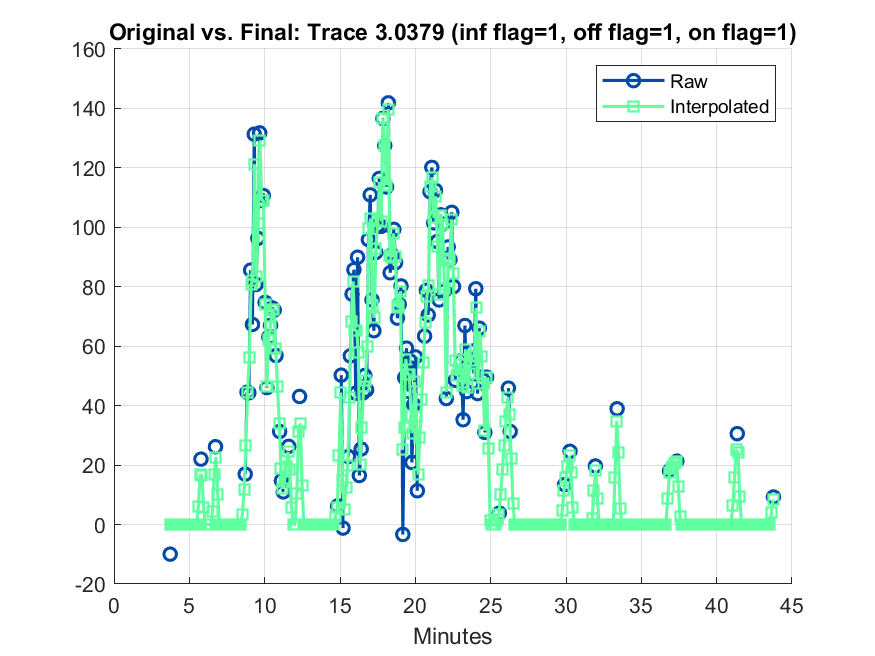 Original vs. Final: Trace 3.0379 (inf flag=1, off flag=1, on flag=1)
160
140
120
100
80
60
40
20
0
-20
Raw
Interpolated
0 5 10 15 20 25 30 35 40 45
Minutes